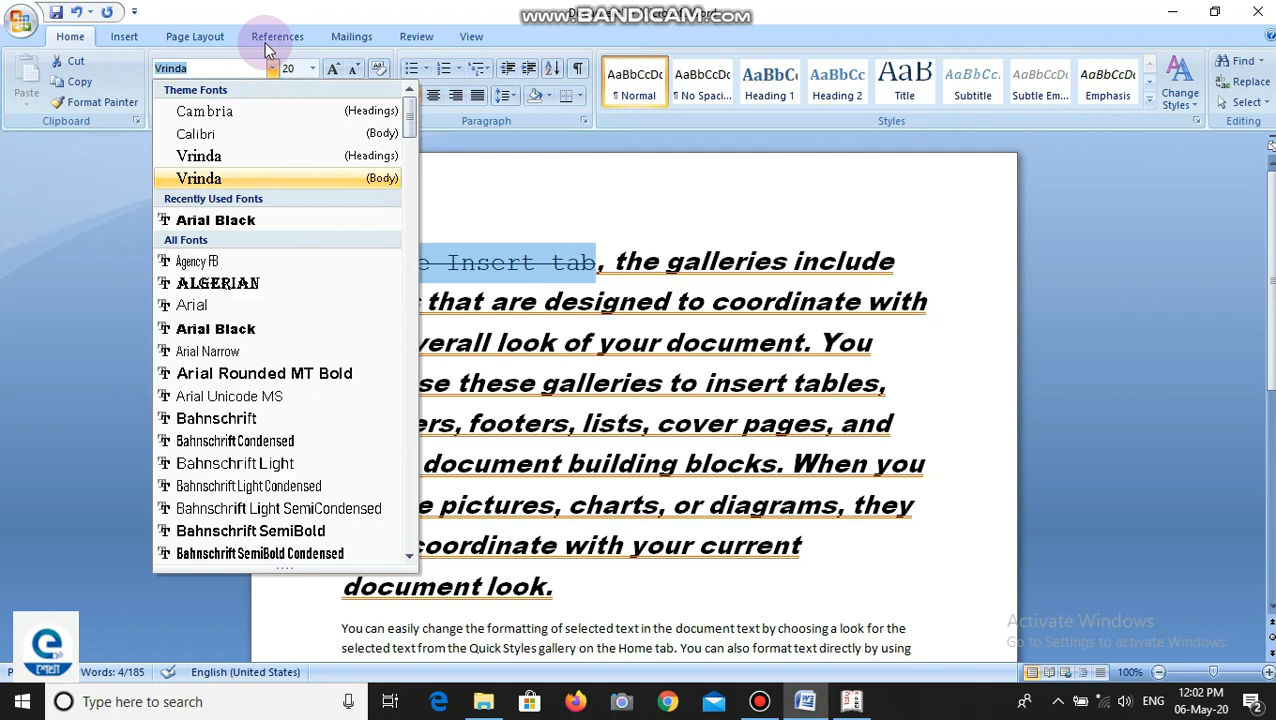 www.BANDICAM.com
Home Insert Page Layout References Mailings Review View
Cut
Copy
Format Painter
Paste
Clipboard
Vrinda 20
Paragraph
AaBbCcDc AaBbCcDc AaBbC AaBbCc AaB AaBbCc. AaBbCcDc AaBbCcDc
¶ Normal ¶ No Spaci... Heading 1 Heading 2 Title Subtitle Subtle Em... Emphasis
Change
Styles
Styles
Find
Replace
Select
Editing
Theme Fonts
Cambria (Headings)
Calibri (Body)
Vrinda (Headings)
Vrinda (Body)
Recently Used Fonts
Arial Black
All Fonts
Agency FB
ALGERIAN
Arial
Arial Black
Arial Narrow
Arial Rounded MT Bold
Arial Unicode MS
Bahnschrift
Bahnschrift Condensed
Bahnschrift Light
Bahnschrift Light Condensed
Bahnschrift Light SemiCondensed
Bahnschrift SemiBold
Bahnschrift SemiBold Condensed
e Insert tab, the galleries include
that are designed to coordinate with
verall look of your document. You
se these galleries to insert tables,
ers, footers, lists, cover pages, and
document building blocks. When you
e pictures, charts, or diagrams, they
coordinate with your current
document look.
You can easily change the formatting of selected text in the document text by choosing a look for the
selected text from the Quick Styles gallery on the Home tab. You can also format text directly by using
Activate Windows
Go to Settings to activate Windows.
P Words: 4/185 English (United States) 100%
Type here to search
ENG
12:02 PM
06-May-20
2